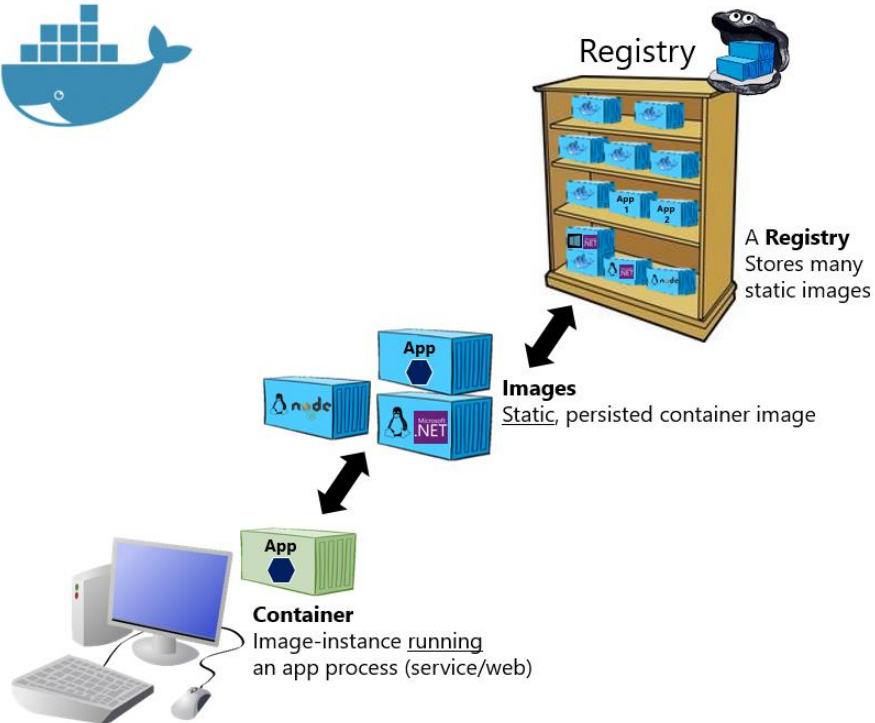 Registry
App
1
App
2
.NET
.NET
node
A Registry
Stores many
static images
App
Images
Static, persisted container image
node
Microsoft
.NET
App
Container
Image-instance running
an app process (service/web)